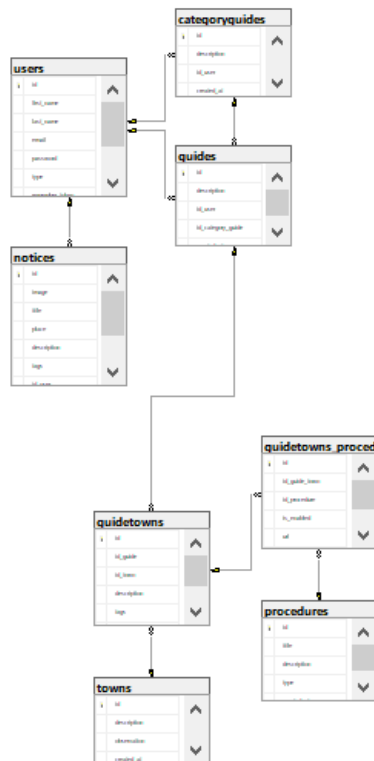 categoryguides
id
description
id_user
created_at
users
id
first_name
last_name
email
password
type
guides
id
description
id_user
id_category_guide
notices
id
image
title
place
description
tags
id_user
guidetowns_proced
id
id_guide_town
id_procedure
is_enabled
url
guidetowns
id
id_guide
id_town
description
tags
procedures
id
title
description
type
towns
id
description
observation
created_at